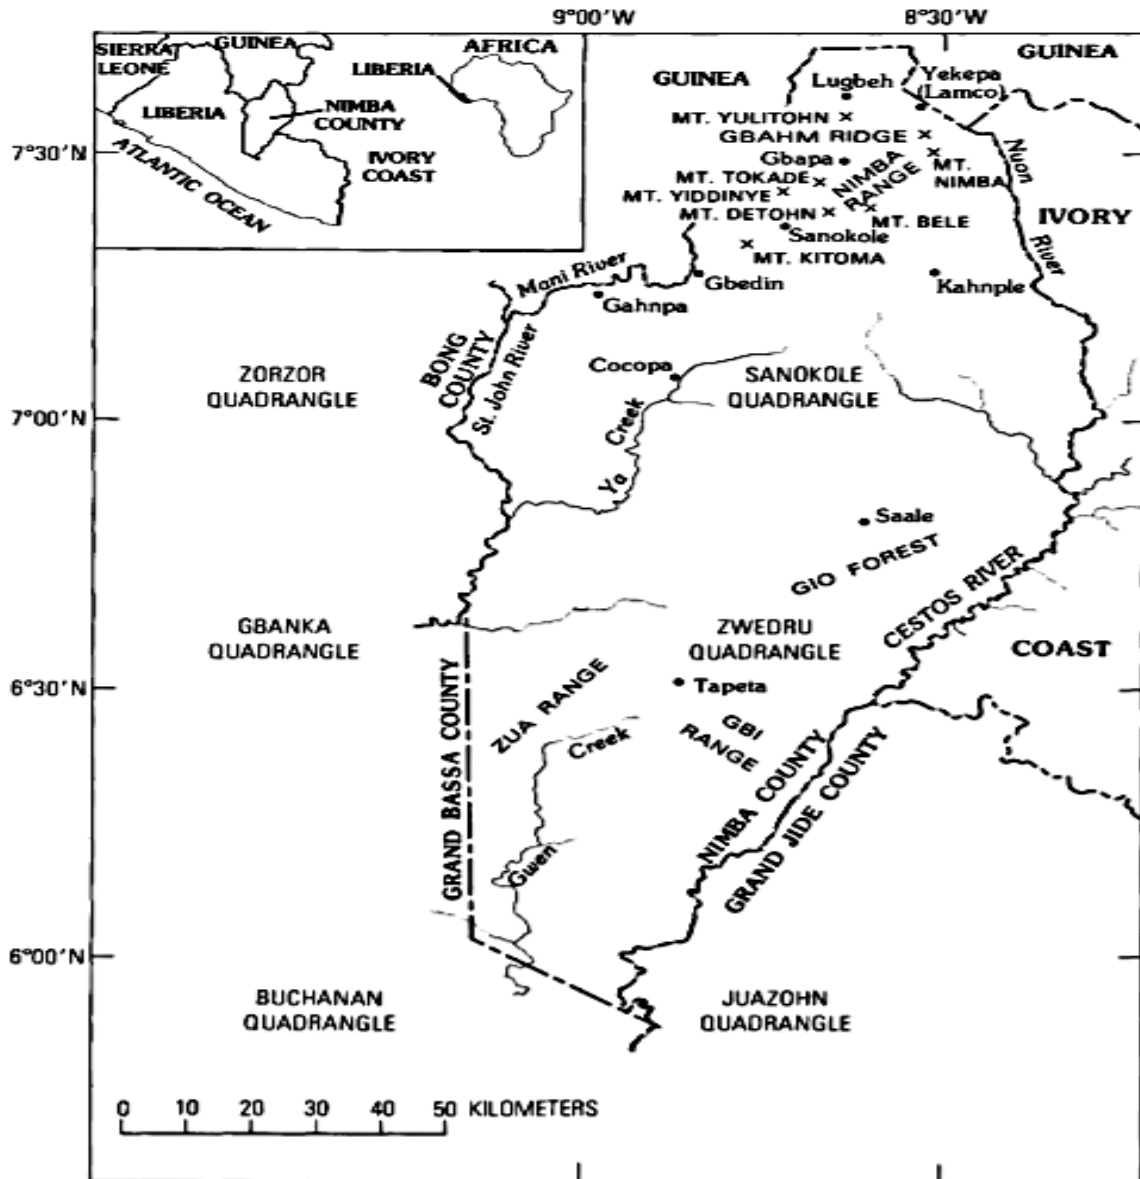 9°00'W
8°30'W
SIERRA
LEONE
GUINEA
LIBERIA
NIMBA
COUNTY
IVORY
COAST
ATLANTIC OCEAN
AFRICA
LIBERIA
GUINEA
GUINEA
Lugbeh
Yekepa
(Lamco)
MT. YULITOHN
GBAHM RIDGE
7°30'N
Gbapa
MT. NIMBA
MT. TOKADE
NIMBA
RANGE
MT. YIDDINYE
MT. DETOHN
MT. BELE
Sanokole
MT. KITOMA
Nuon
River
IVORY
Mani River
Gbedin
Kahnple
Gahnpa
BONG
COUNTY
St. John River
Cocopa
ZORZOR
QUADRANGLE
SANOKOLE
QUADRANGLE
7°00'N
Ya
Creek
Saale
GIO FOREST
CESTOS RIVER
GBANKA
QUADRANGLE
ZWEDRU
QUADRANGLE
COAST
6°30'N
Tapeta
ZUA RANGE
GBI
RANGE
GRAND BASSA COUNTY
Creek
Gwen
NIMBA COUNTY
GRAND JIDE COUNTY
6°00'N
BUCHANAN
QUADRANGLE
JUAZOHN
QUADRANGLE
0 10 20 30 40 50 KILOMETERS